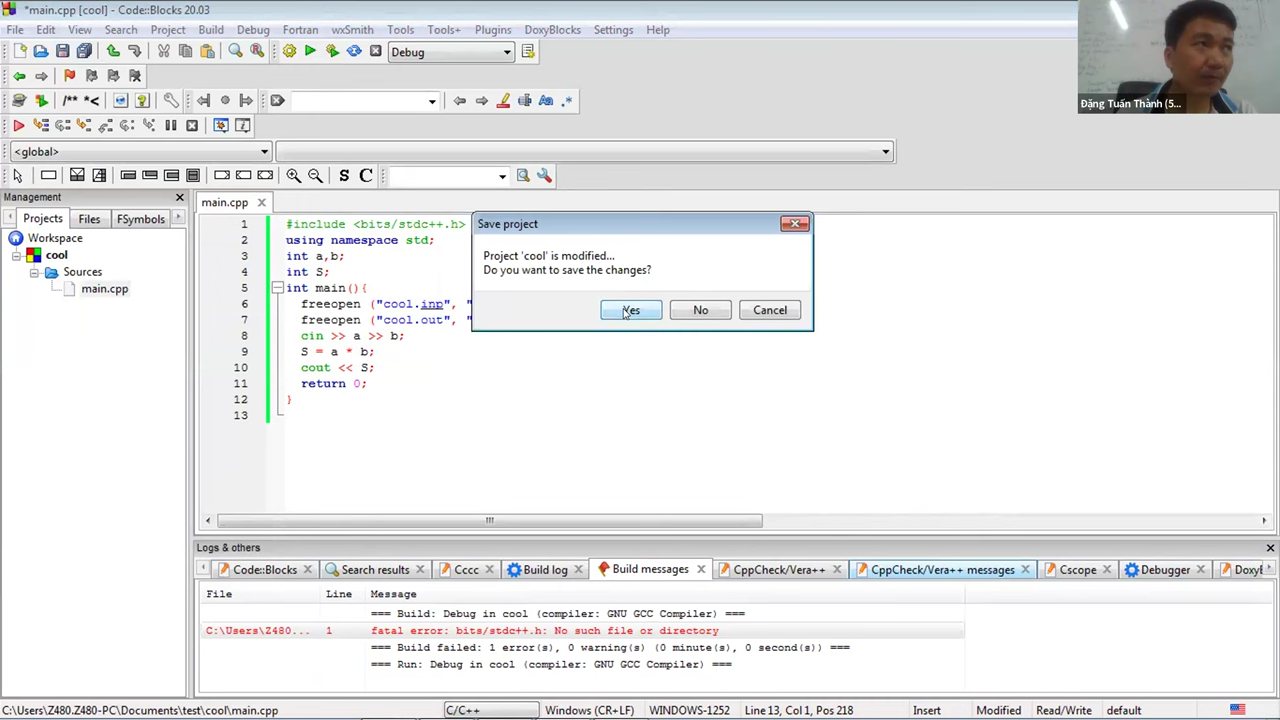 *main.cpp [cool] - Code::Blocks 20.03
File Edit View Search Project Build Debug Fortran wxSmith Tools Tools+ Plugins DoxyBlocks Settings Help
Debug
/** *<
Aa .*
<global>
S C
Management
Projects Files FSymbols
Workspace
cool
Sources
main.cpp
main.cpp
1 #include <bits/stdc++.h>
2 using namespace std;
3 int a,b;
4 int S;
5 int main(){
6 freeopen ("cool.inp", "
7 freeopen ("cool.out", "
8 cin >> a >> b;
9 S = a * b;
10 cout << S;
11 return 0;
12 }
13
Save project
Project 'cool' is modified...
Do you want to save the changes?
Yes No Cancel
Đặng Tuấn Thành (5...
Logs & others
Code::Blocks Search results Cccc Build log Build messages CppCheck/Vera++ CppCheck/Vera++ messages Cscope Debugger DoxyB
File Line Message
=== Build: Debug in cool (compiler: GNU GCC Compiler) ===
C:\Users\Z480... 1 fatal error: bits/stdc++.h: No such file or directory
=== Build failed: 1 error(s), 0 warning(s) (0 minute(s), 0 second(s)) ===
=== Run: Debug in cool (compiler: GNU GCC Compiler) ===
C:\Users\Z480.Z480-PC\Documents\test\cool\main.cpp C/C++ Windows (CR+LF) WINDOWS-1252 Line 13, Col 1, Pos 218 Insert Modified Read/Write default